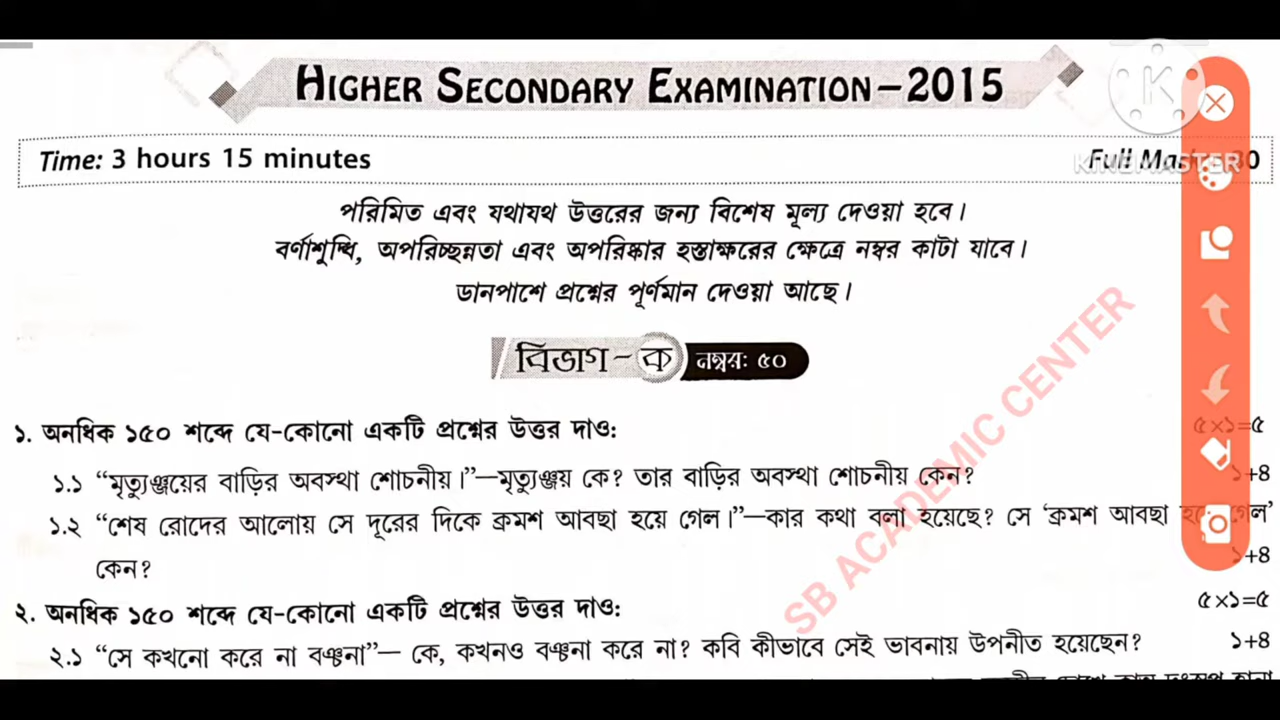 HIGHER SECONDARY EXAMINATION – 2015
Time: 3 hours 15 minutes Full Mark 80
K
KINEMASTER
পরিমিত এবং যথাযথ উত্তরের জন্য বিশেষ মূল্য দেওয়া হবে।
বর্ণাশুদ্ধি, অপরিচ্ছন্নতা এবং অপরিষ্কার হস্তাক্ষরের ক্ষেত্রে নম্বর কাটা যাবে।
ডানপাশে প্রশ্নের পূর্ণমান দেওয়া আছে।
বিভাগ – ক নম্বর: ৫০
১. অনধিক ১৫০ শব্দে যে-কোনো একটি প্রশ্নের উত্তর দাও: ৫×১=৫
১.১ “মৃত্যুঞ্জয়ের বাড়ির অবস্থা শোচনীয়।”—মৃত্যুঞ্জয় কে? তার বাড়ির অবস্থা শোচনীয় কেন? ১+৪
১.২ “শেষ রোদের আলোয় সে দূরের দিকে ক্রমশ আবছা হয়ে গেল।”—কার কথা বলা হয়েছে? সে ‘ক্রমশ আবছা গেল’
কেন? ১+৪
SB ACADEMIC CENTER
২. অনধিক ১৫০ শব্দে যে-কোনো একটি প্রশ্নের উত্তর দাও: ৫×১=৫
২.১ “সে কখনো করে না বঞ্চনা”— কে, কখনও বঞ্চনা করে না? কবি কীভাবে সেই ভাবনায় উপনীত হয়েছেন? ১+৪